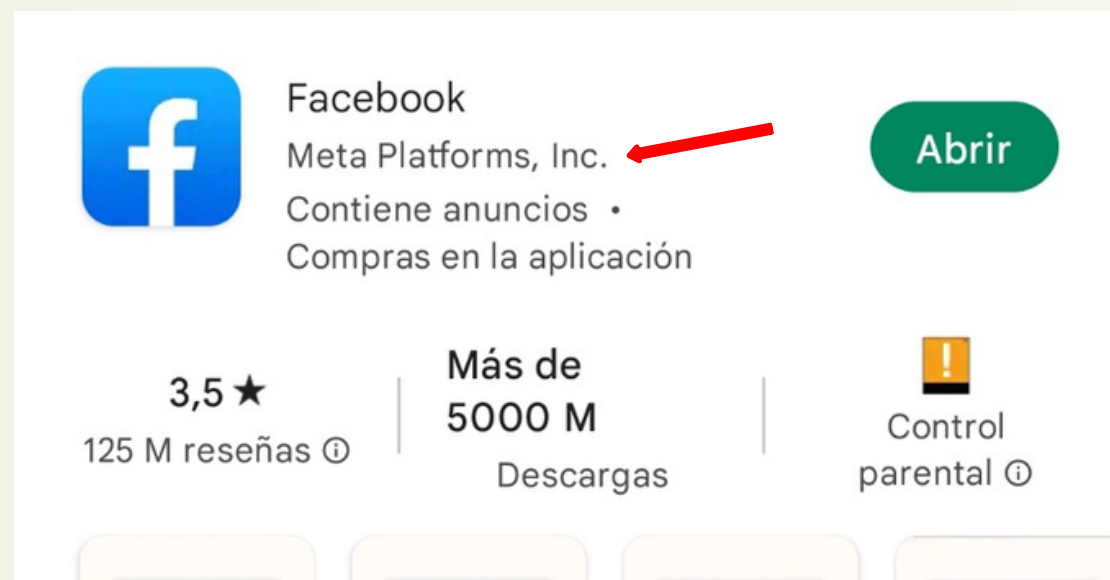 Facebook
Meta Platforms, Inc.
Abrir
Contiene anuncios •
Compras en la aplicación
3,5 ★
125 M reseñas
Más de
5000 M
Descargas
Control
parental